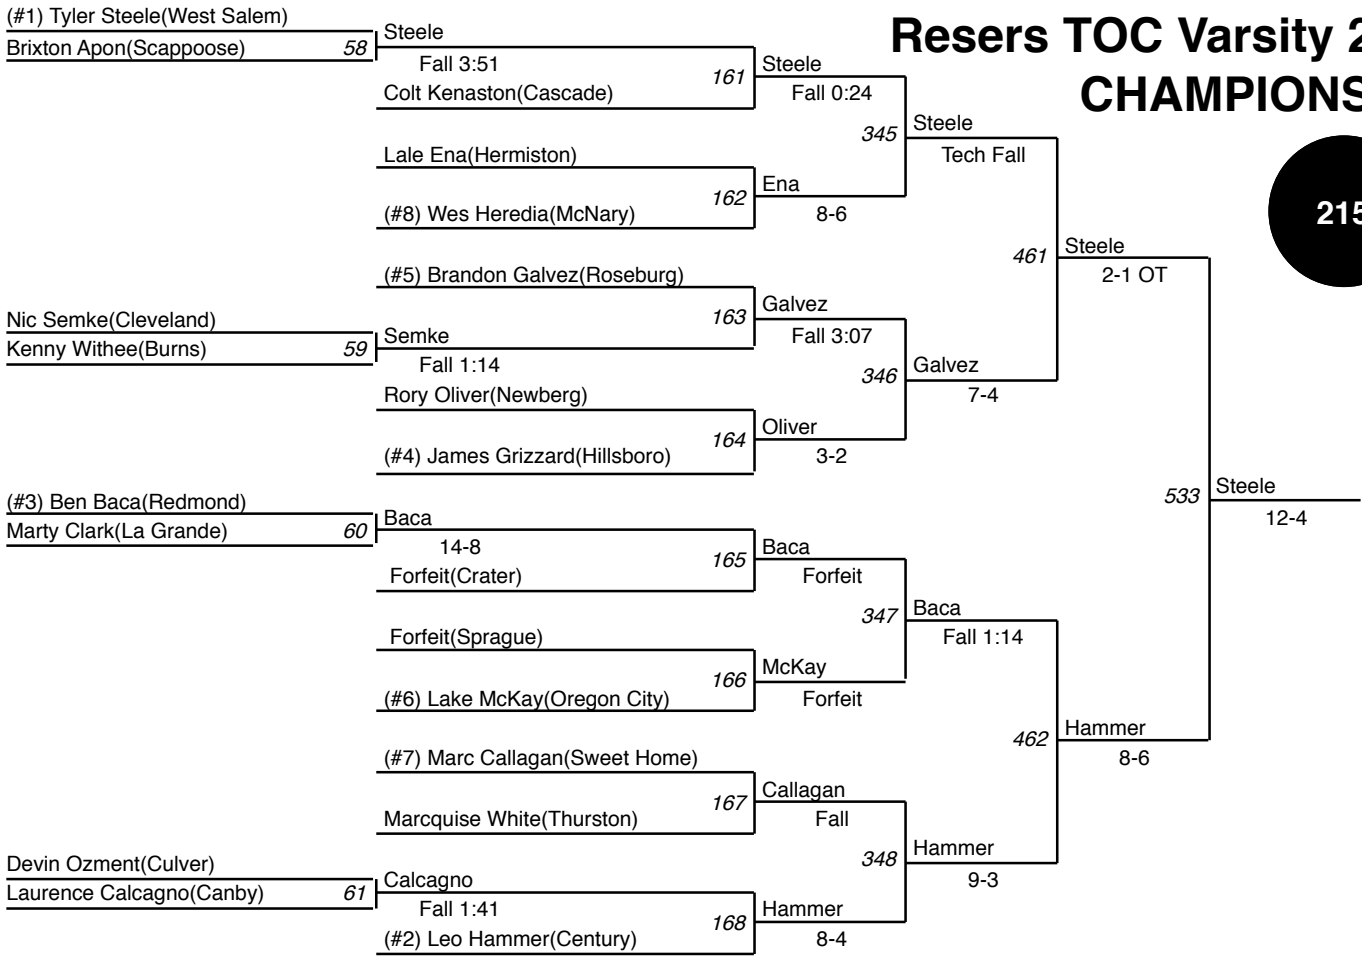 Resers TOC Varsity 2
CHAMPIONS
215
(#1) Tyler Steele(West Salem)
Brixton Apon(Scappoose)
58
Steele
Fall 3:51
Colt Kenaston(Cascade)
161
Steele
Fall 0:24
Lale Ena(Hermiston)
162
(#8) Wes Heredia(McNary)
Ena
8-6
345
Steele
Tech Fall
(#5) Brandon Galvez(Roseburg)
Nic Semke(Cleveland)
Kenny Withee(Burns)
59
Semke
Fall 1:14
163
Galvez
Fall 3:07
Rory Oliver(Newberg)
164
(#4) James Grizzard(Hillsboro)
Oliver
3-2
346
Galvez
7-4
461
Steele
2-1 OT
(#3) Ben Baca(Redmond)
Marty Clark(La Grande)
60
Baca
14-8
Forfeit(Crater)
165
Baca
Forfeit
Forfeit(Sprague)
166
(#6) Lake McKay(Oregon City)
McKay
Forfeit
347
Baca
Fall 1:14
(#7) Marc Callagan(Sweet Home)
167
Marcquise White(Thurston)
Callagan
Fall
Devin Ozment(Culver)
Laurence Calcagno(Canby)
61
Calcagno
Fall 1:41
(#2) Leo Hammer(Century)
168
Hammer
8-4
348
Hammer
9-3
462
Hammer
8-6
533
Steele
12-4